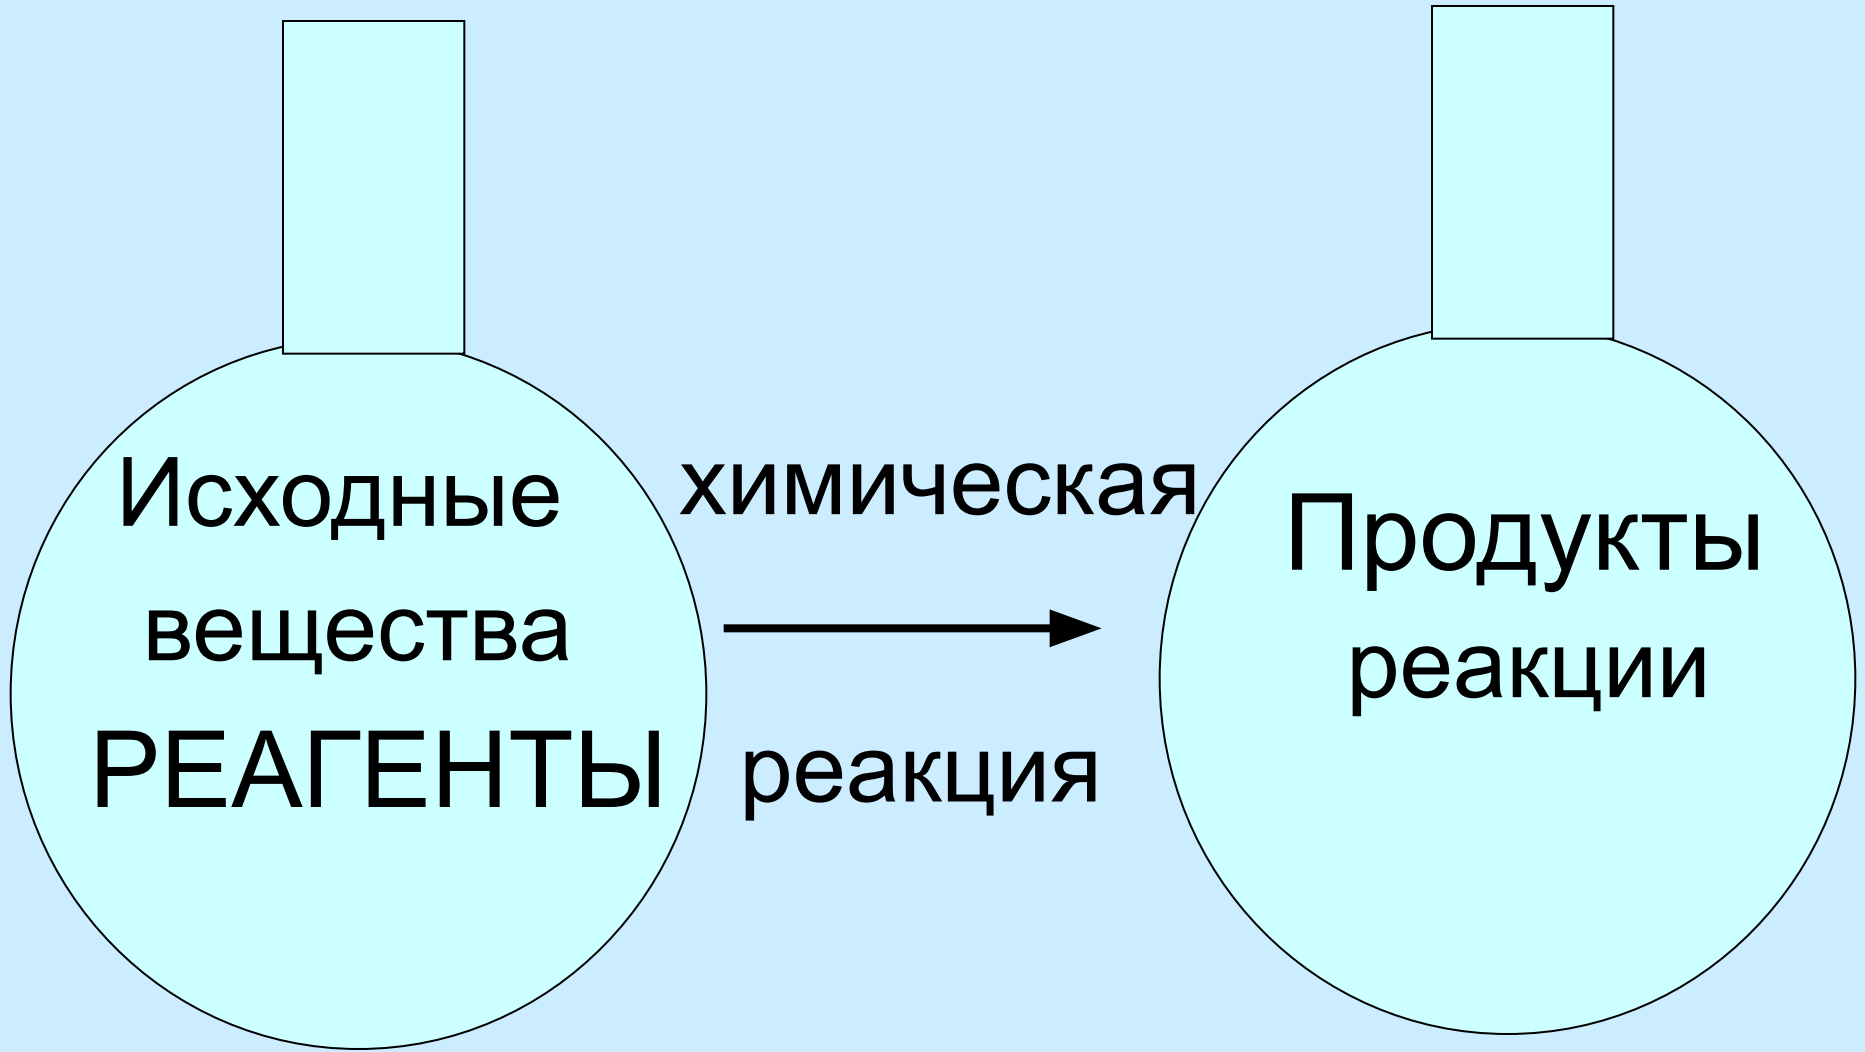 Исходные
вещества
РЕАГЕНТЫ
химическая
реакция
Продукты
реакции